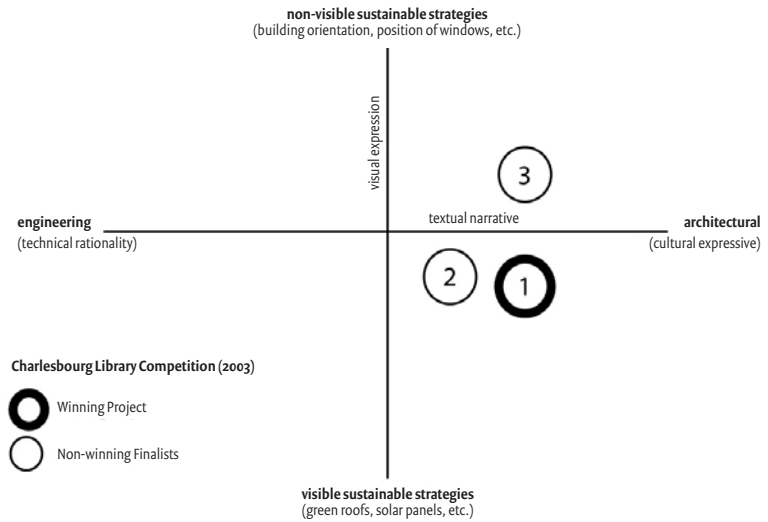 non-visible sustainable strategies
(building orientation, position of windows, etc.)
visual expression
3
textual narrative
engineering
(technical rationality)
architectural
(cultural expressive)
2
1
Charlesbourg Library Competition (2003)
Winning Project
Non-winning Finalists
visible sustainable strategies
(green roofs, solar panels, etc.)